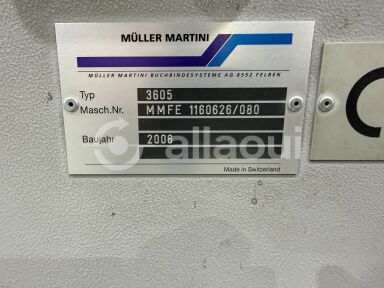 MÜLLER MARTINI
MÜLLER MARTINI BUCHBINDESYSTEME AG 8552 FELBEN
Typ 3605
Masch.Nr. MMFE 1160626/080
Baujahr 2006
allaoui
Made in Switzerland